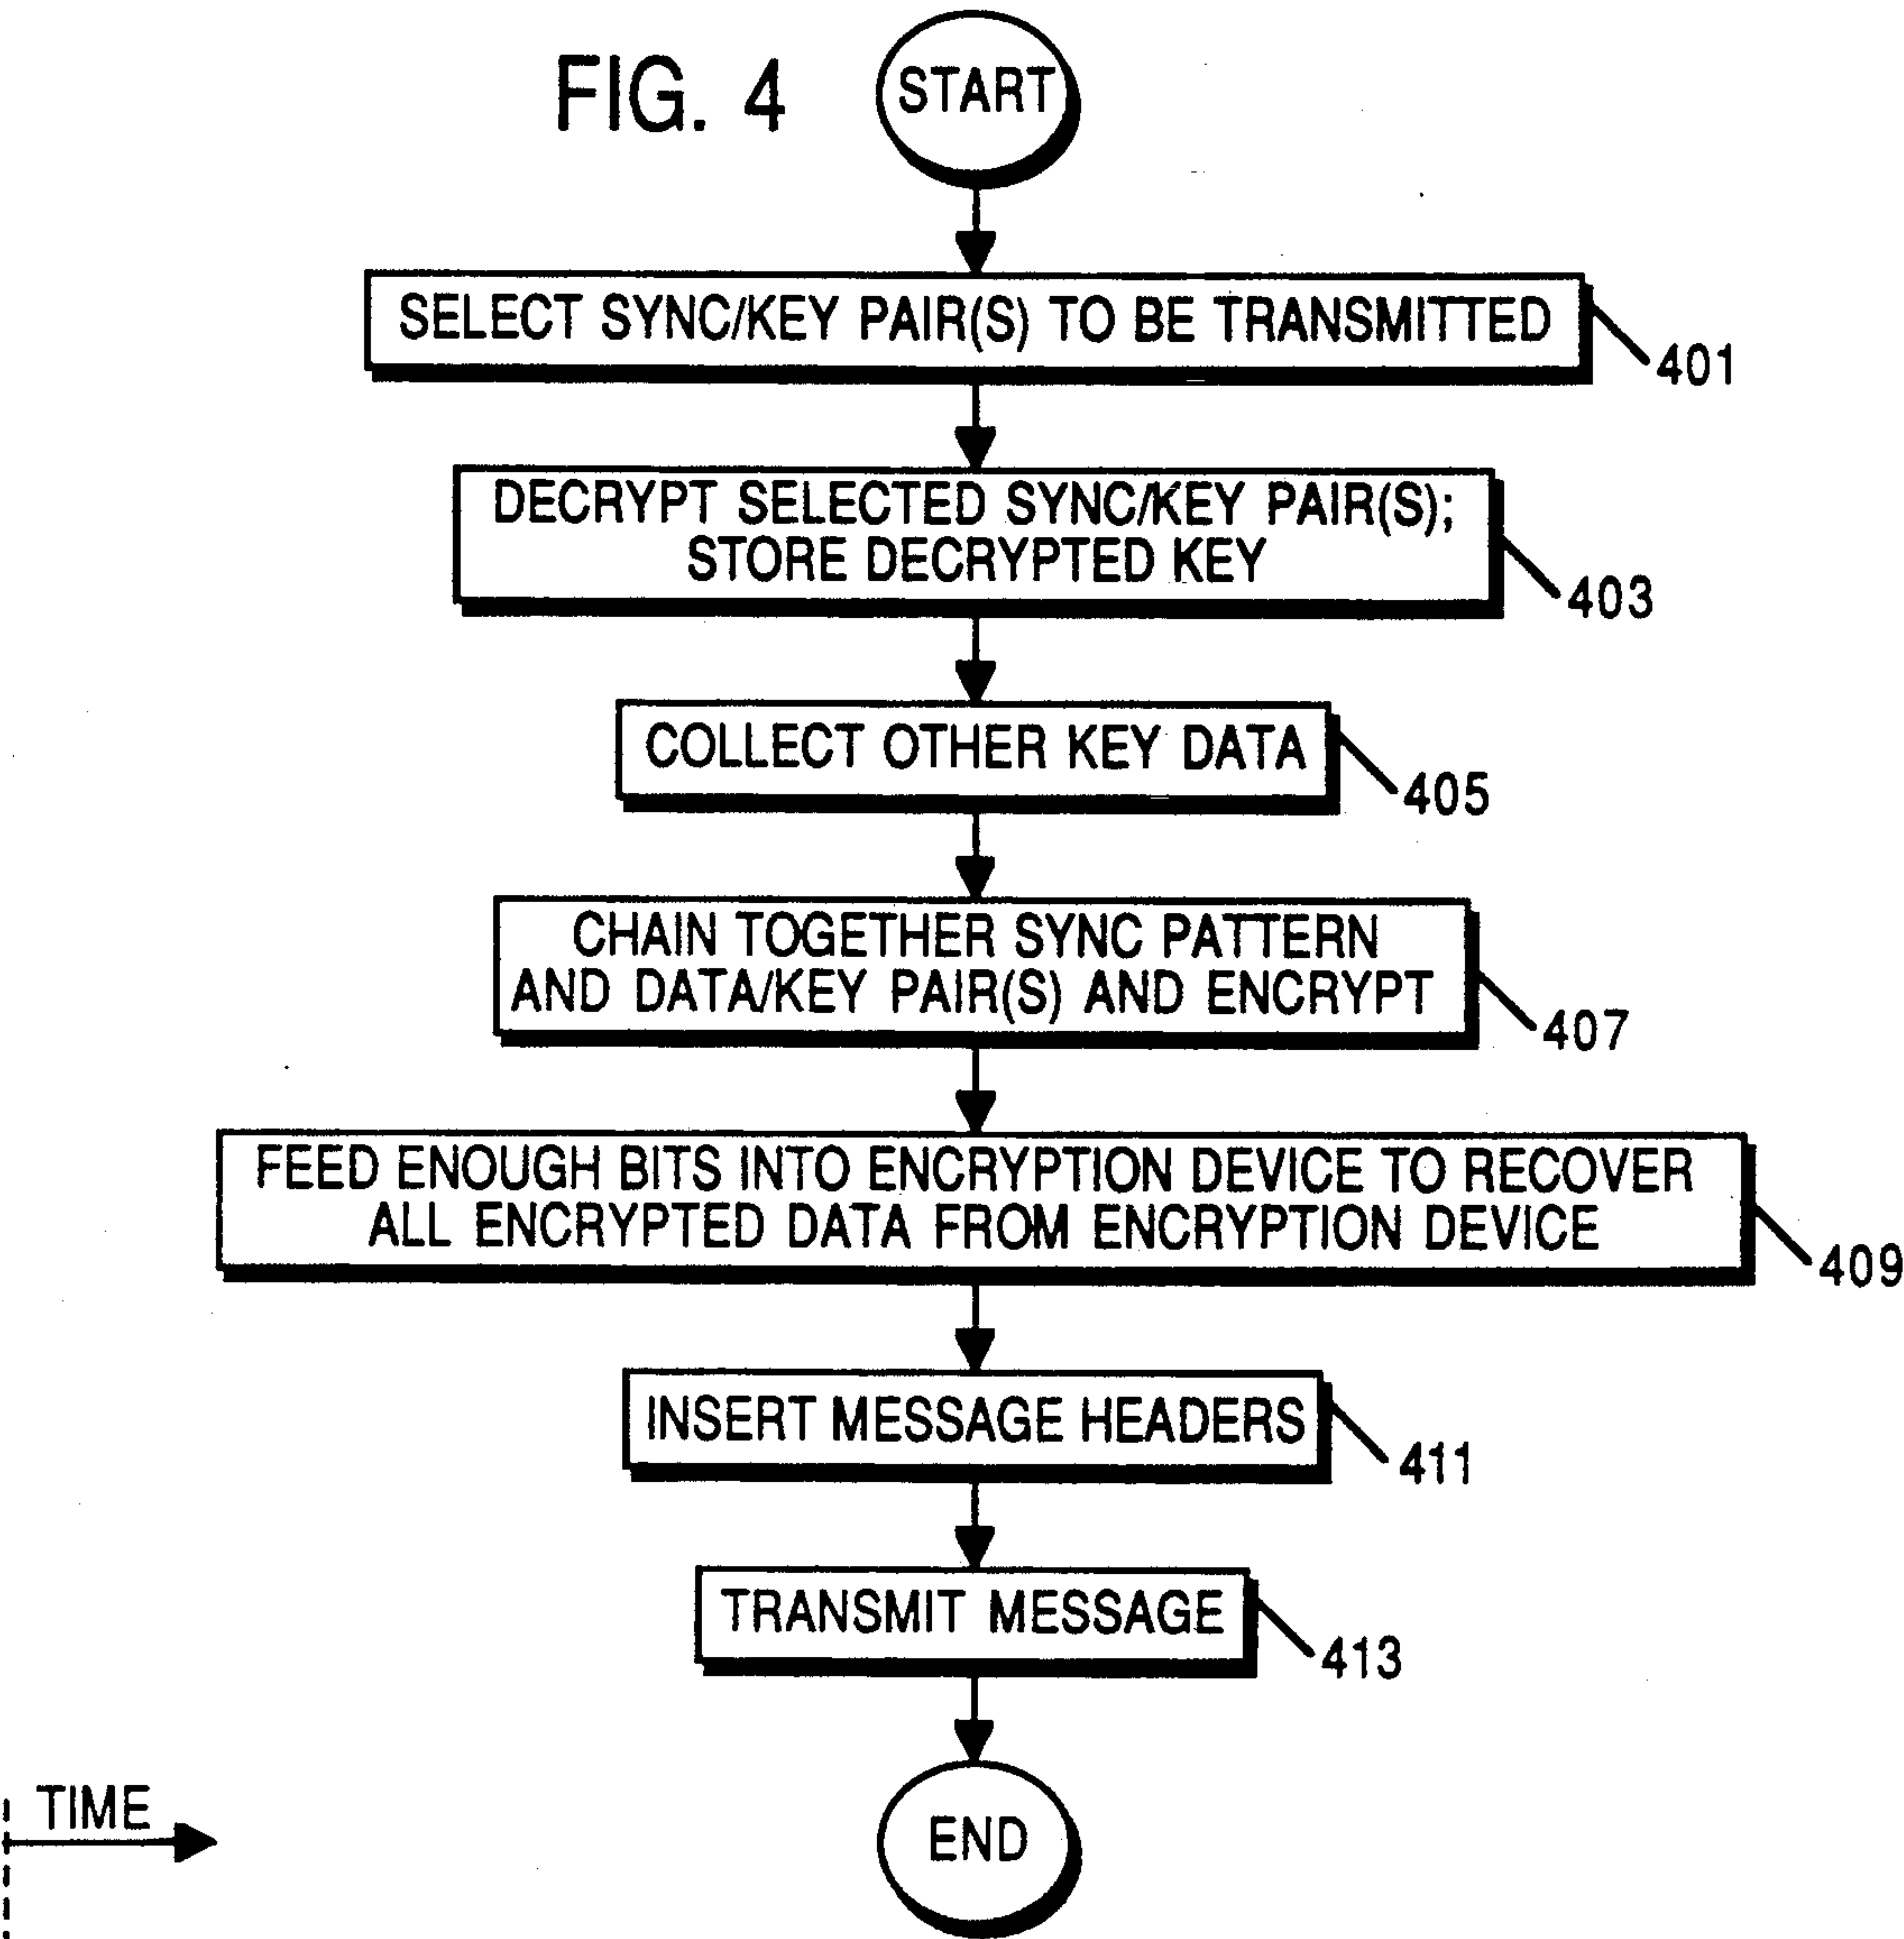 FIG. 4
START
SELECT SYNC/KEY PAIR(S) TO BE TRANSMITTED
401
DECRYPT SELECTED SYNC/KEY PAIR(S);
STORE DECRYPTED KEY
403
COLLECT OTHER KEY DATA
405
CHAIN TOGETHER SYNC PATTERN
AND DATA/KEY PAIR(S) AND ENCRYPT
407
FEED ENOUGH BITS INTO ENCRYPTION DEVICE TO RECOVER
ALL ENCRYPTED DATA FROM ENCRYPTION DEVICE
409
INSERT MESSAGE HEADERS
411
TRANSMIT MESSAGE
413
TIME
END